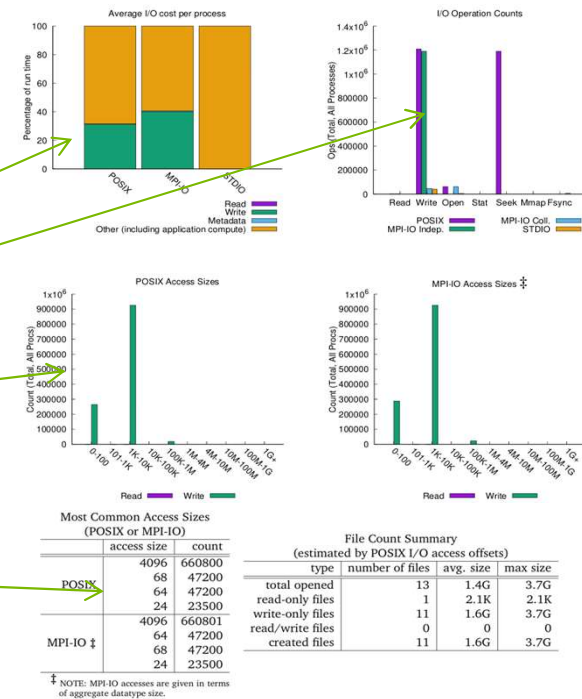 Average I/O cost per process
Percentage of run time
100
80
60
40
20
0
POSIX
MPI-IO
STDIO
Read
Write
Metadata
Other (including application compute)
I/O Operation Counts
Ops (Total, All Processes)
1.4x10^6
1.2x10^6
1x10^6
800000
600000
400000
200000
0
Read Write Open Stat Seek Mmap Fsync
POSIX MPI-IO Coll.
MPI-IO Indep. STDIO
POSIX Access Sizes
Count (Total, All Procs)
1x10^6
900000
800000
700000
600000
500000
400000
300000
200000
100000
0
0-100 101-1K 1K-10K 10K-100K 100K-1M 1M-4M 4M-10M 10M-100M 100M-1G 1G+
Read Write
MPI-IO Access Sizes ‡
Count (Total, All Procs)
1x10^6
900000
800000
700000
600000
500000
400000
300000
200000
100000
0
0-100 101-1K 1K-10K 10K-100K 100K-1M 1M-4M 4M-10M 10M-100M 100M-1G 1G+
Read Write
Most Common Access Sizes
(POSIX or MPI-IO)
access size count
4096 660800
POSIX 68 47200
64 47200
24 23500
4096 660801
MPI-IO ‡ 64 47200
68 47200
24 23500
‡ NOTE: MPI-IO accesses are given in terms
of aggregate datatype size.
File Count Summary
(estimated by POSIX I/O access offsets)
type number of files avg. size max size
total opened 13 1.4G 3.7G
read-only files 1 2.1K 2.1K
write-only files 11 1.6G 3.7G
read/write files 0 0 0
created files 11 1.6G 3.7G